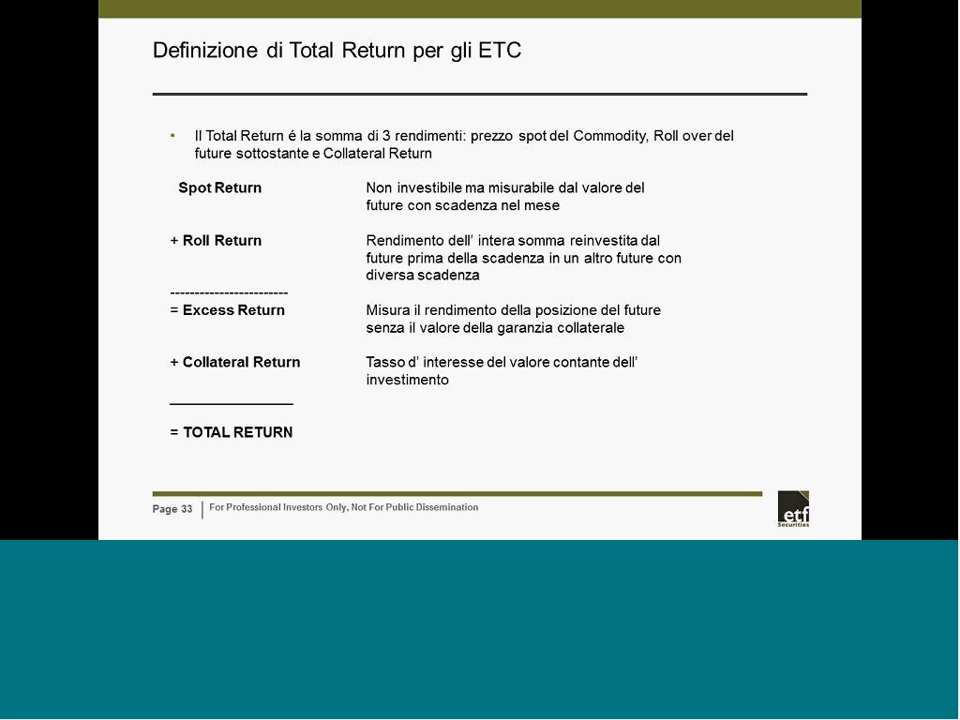 Definizione di Total Return per gli ETC
▪ Il Total Return é la somma di 3 rendimenti: prezzo spot del Commodity, Roll over del
future sottostante e Collateral Return
Spot Return Non investibile ma misurabile dal valore del
future con scadenza nel mese
+ Roll Return Rendimento dell' intera somma reinvestita dal
future prima della scadenza in un altro future con
diversa scadenza
------------------------
= Excess Return Misura il rendimento della posizione del future
senza il valore della garanzia collaterale
+ Collateral Return Tasso d' interesse del valore contante dell'
investimento
= TOTAL RETURN
Page 33 For Professional Investors Only, Not For Public Dissemination
etf
Securities